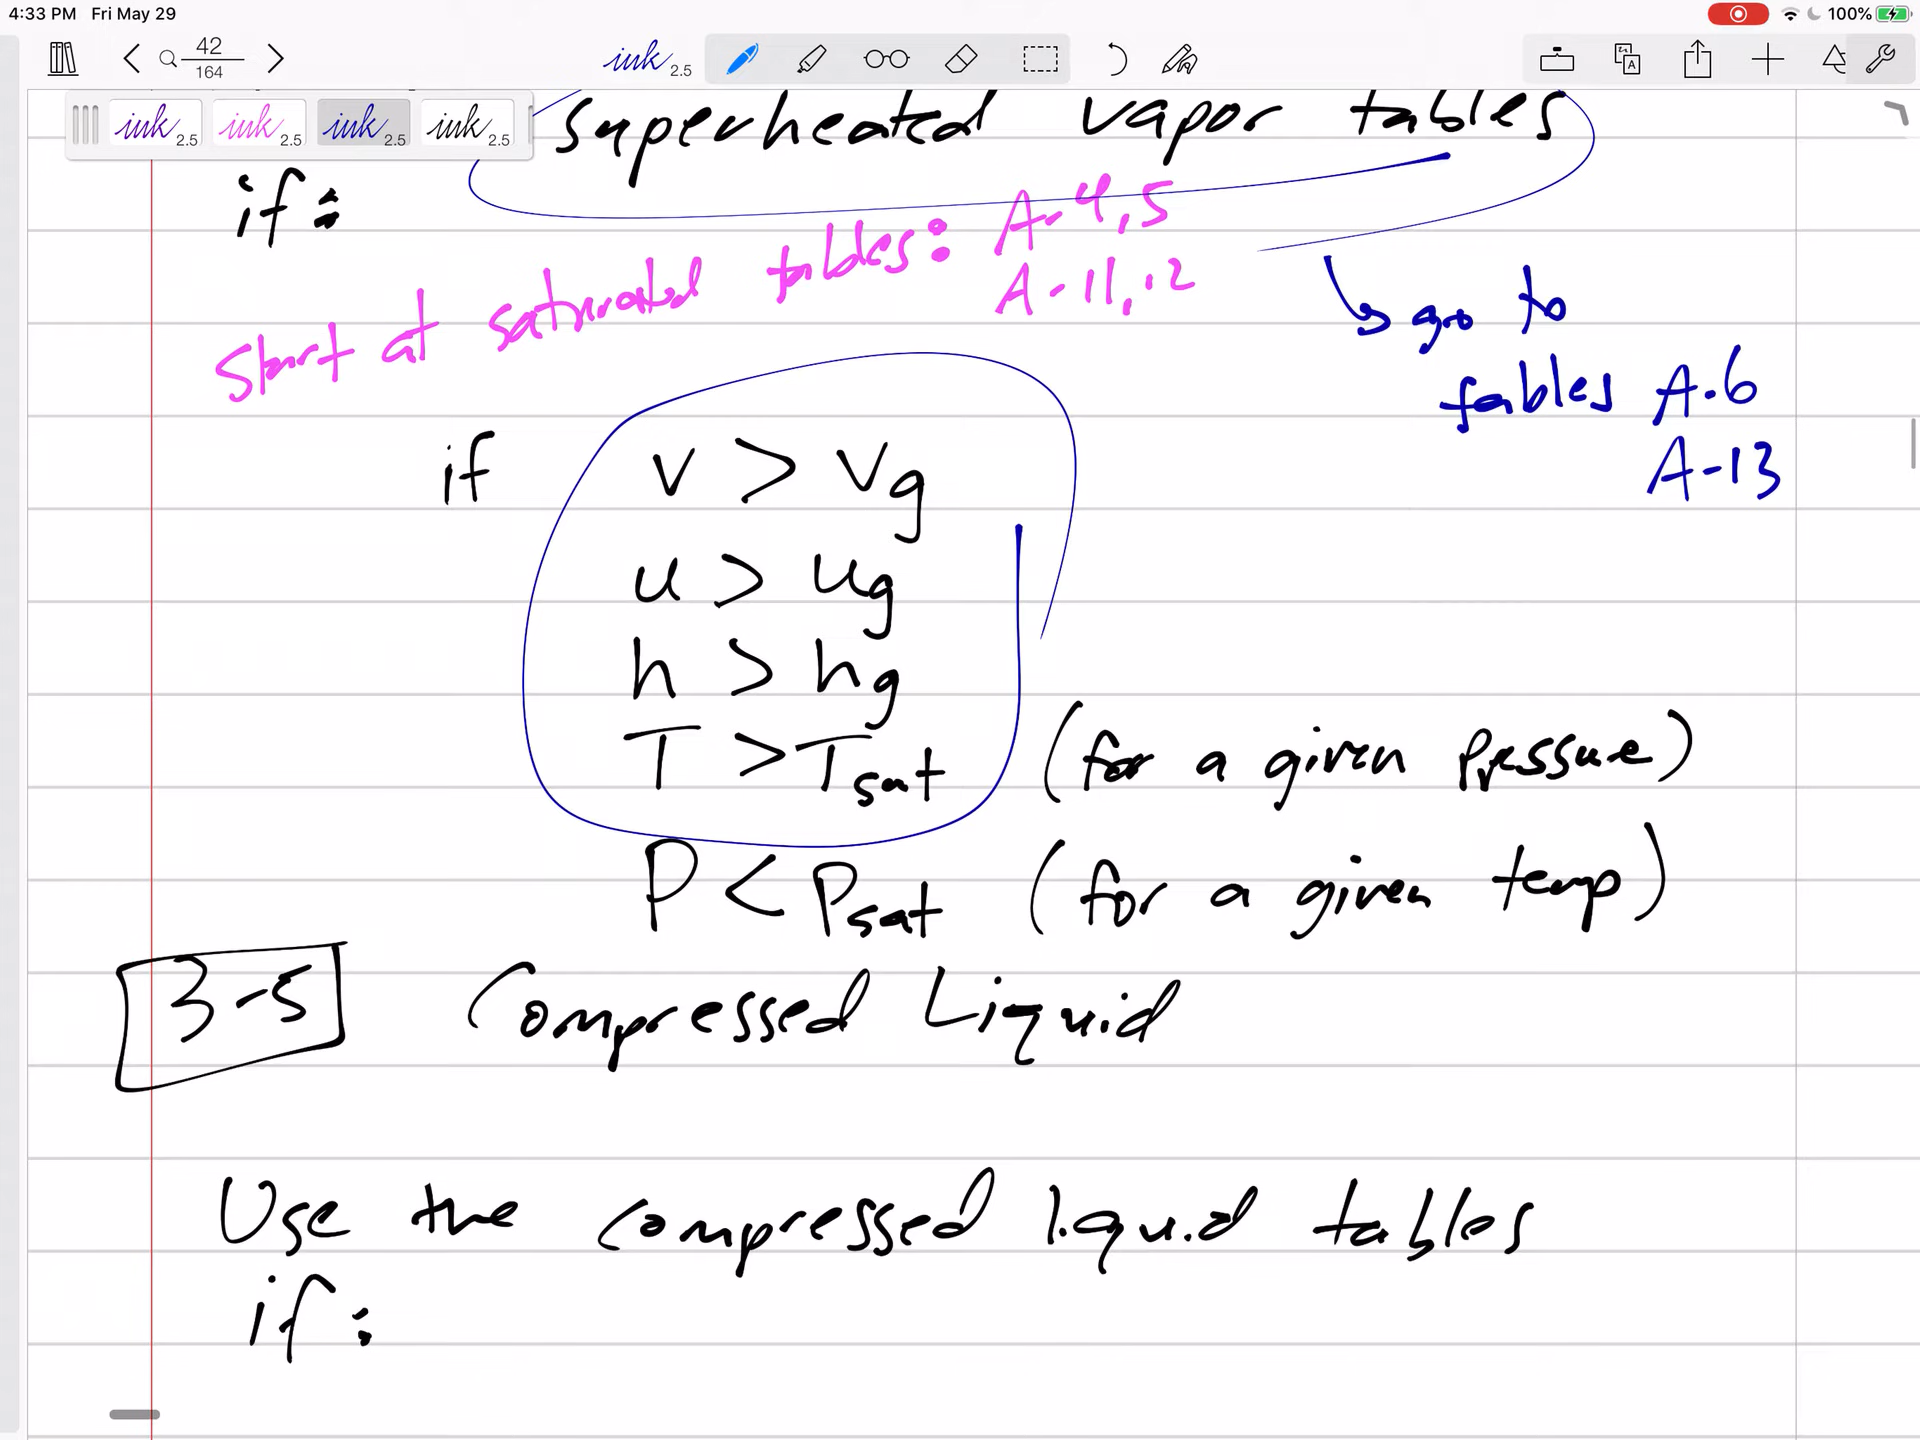 4:33 PM Fri May 29
100%
42
164
ink 2.5
ink 2.5 ink 2.5 ink 2.5 ink 2.5
superheated vapor tables
if:
Start at saturated tables: A-4,5
A-11,12
go to
tables A-6
A-13
if v > vg
u > ug
h > hg
T > Tsat (for a given pressure)
P < Psat (for a given temp)
3-5 Compressed Liquid
Use the compressed liquid tables
if: